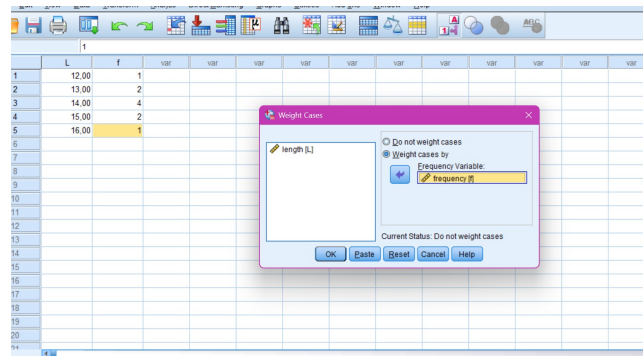 1
L f var var var var var var var var var var var
1 12,00 1
2 13,00 2
3 14,00 4
4 15,00 2
5 16,00 1
6
7
8
9
10
11
12
13
14
15
16
17
18
19
20
Weight Cases
length [L]
Do not weight cases
Weight cases by
Frequency Variable:
frequency [f]
Current Status: Do not weight cases
OK Paste Reset Cancel Help